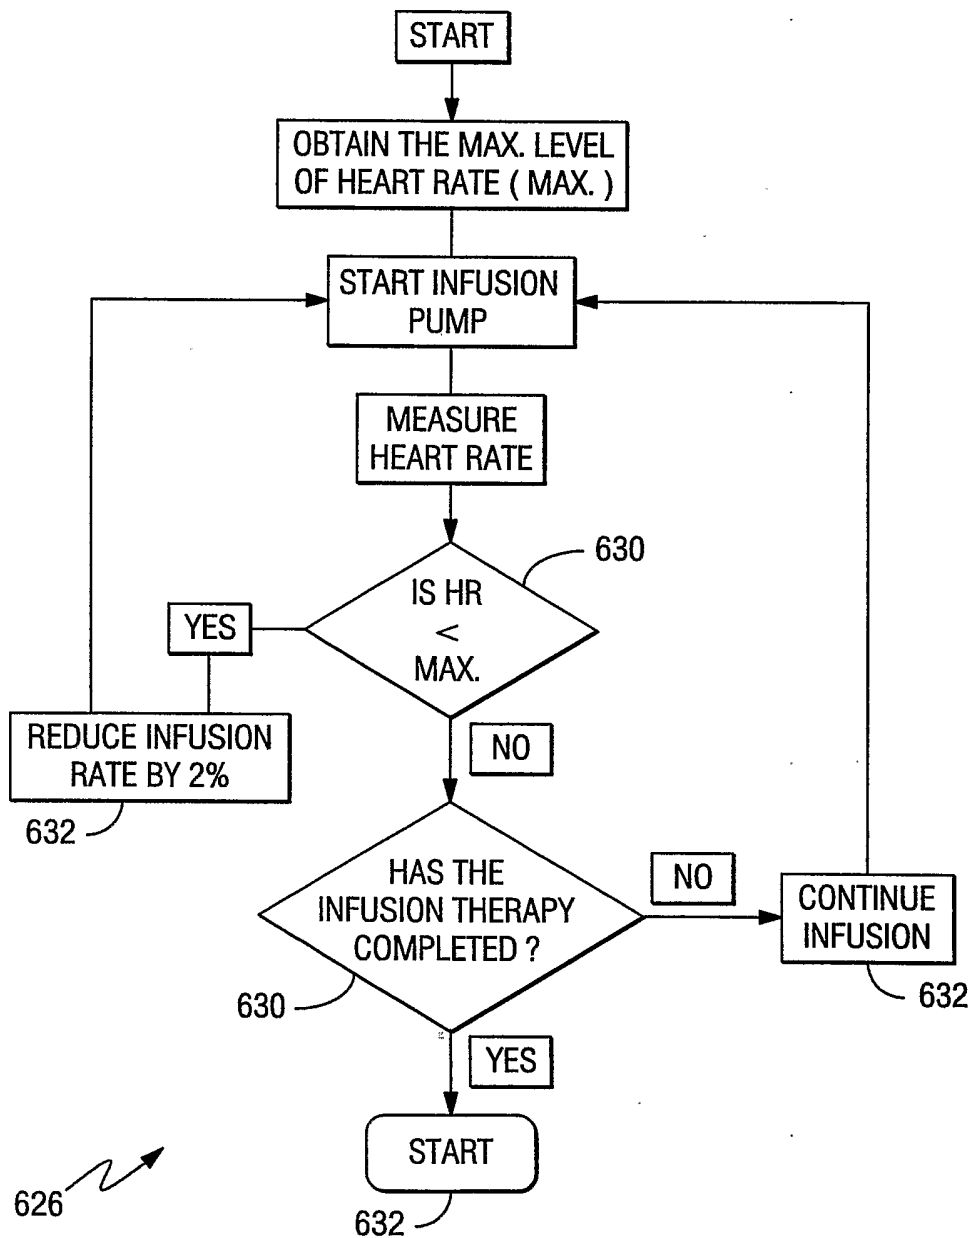 START
OBTAIN THE MAX. LEVEL
OF HEART RATE ( MAX. )
START INFUSION
PUMP
MEASURE
HEART RATE
630
IS HR
<
MAX.
YES
REDUCE INFUSION
RATE BY 2%
632
NO
HAS THE
INFUSION THERAPY
COMPLETED ?
630
NO
CONTINUE
INFUSION
632
YES
START
632
626